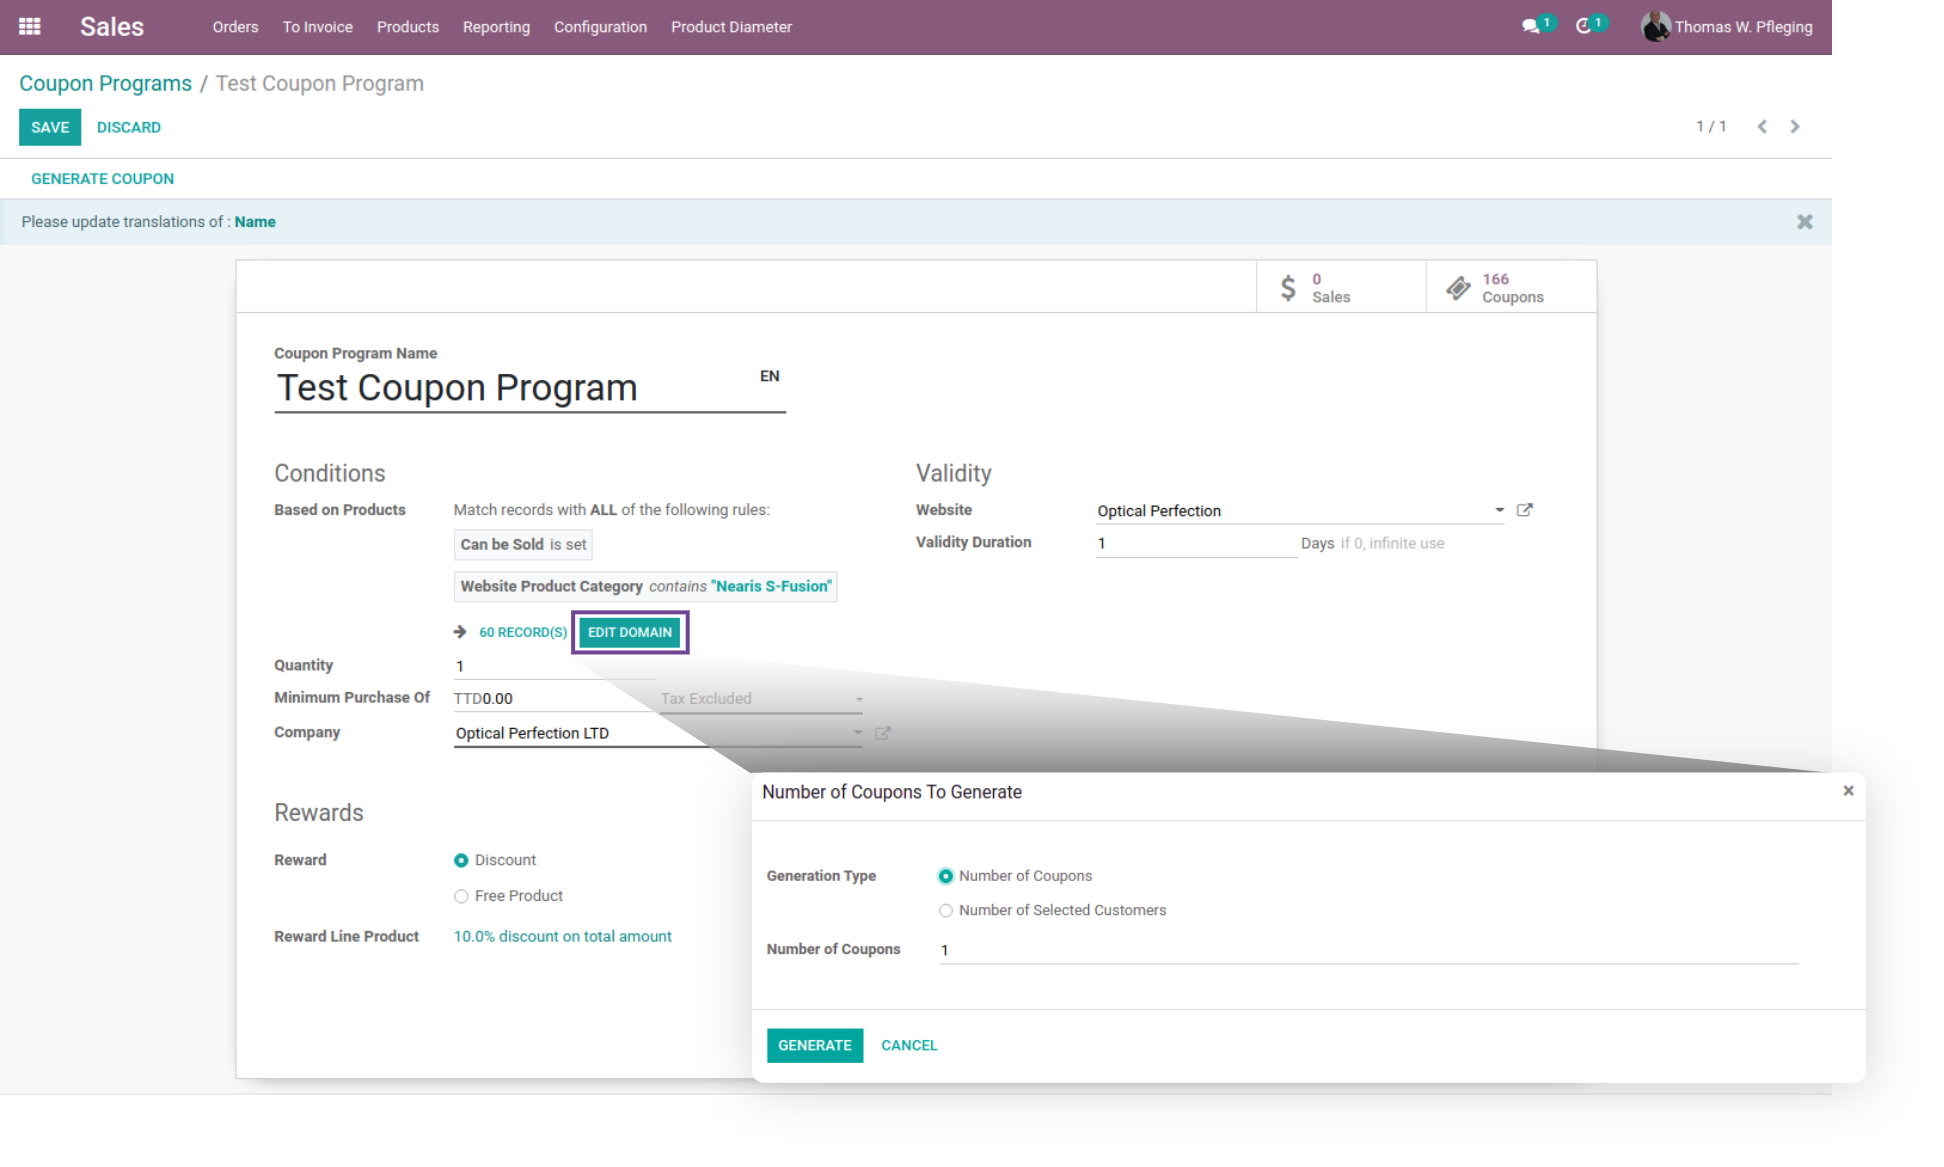 Sales Orders To Invoice Products Reporting Configuration Product Diameter 1 1 Thomas W. Pfleging
Coupon Programs / Test Coupon Program
SAVE DISCARD 1 / 1
GENERATE COUPON
Please update translations of : Name
0
Sales
166
Coupons
Coupon Program Name
Test Coupon Program EN
Conditions
Based on Products Match records with ALL of the following rules:
Can be Sold is set
Website Product Category contains "Nearis S-Fusion"
60 RECORD(S) EDIT DOMAIN
Quantity 1
Minimum Purchase Of TTD0.00 Tax Excluded
Company Optical Perfection LTD
Validity
Website Optical Perfection
Validity Duration 1 Days if 0, infinite use
Rewards
Reward Discount
Free Product
Reward Line Product 10.0% discount on total amount
Number of Coupons To Generate
Generation Type Number of Coupons
Number of Selected Customers
Number of Coupons 1
GENERATE CANCEL